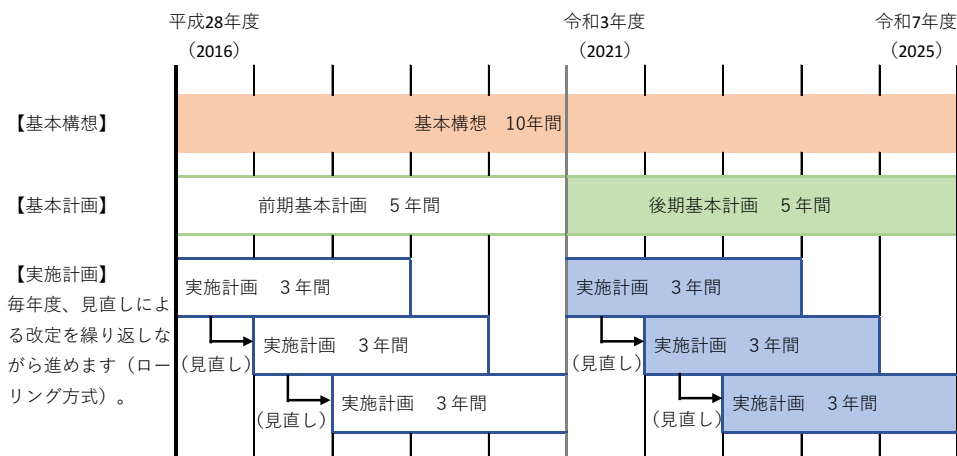 平成28年度
(2016)
令和3年度
(2021)
令和7年度
(2025)
【基本構想】
基本構想　10年間
【基本計画】
前期基本計画　５年間
後期基本計画　５年間
【実施計画】
毎年度、見直しによ
る改定を繰り返しな
がら進めます（ロー
リング方式）。
実施計画　３年間
(見直し)
実施計画　３年間
(見直し)
実施計画　３年間
実施計画　３年間
(見直し)
実施計画　３年間
(見直し)
実施計画　３年間